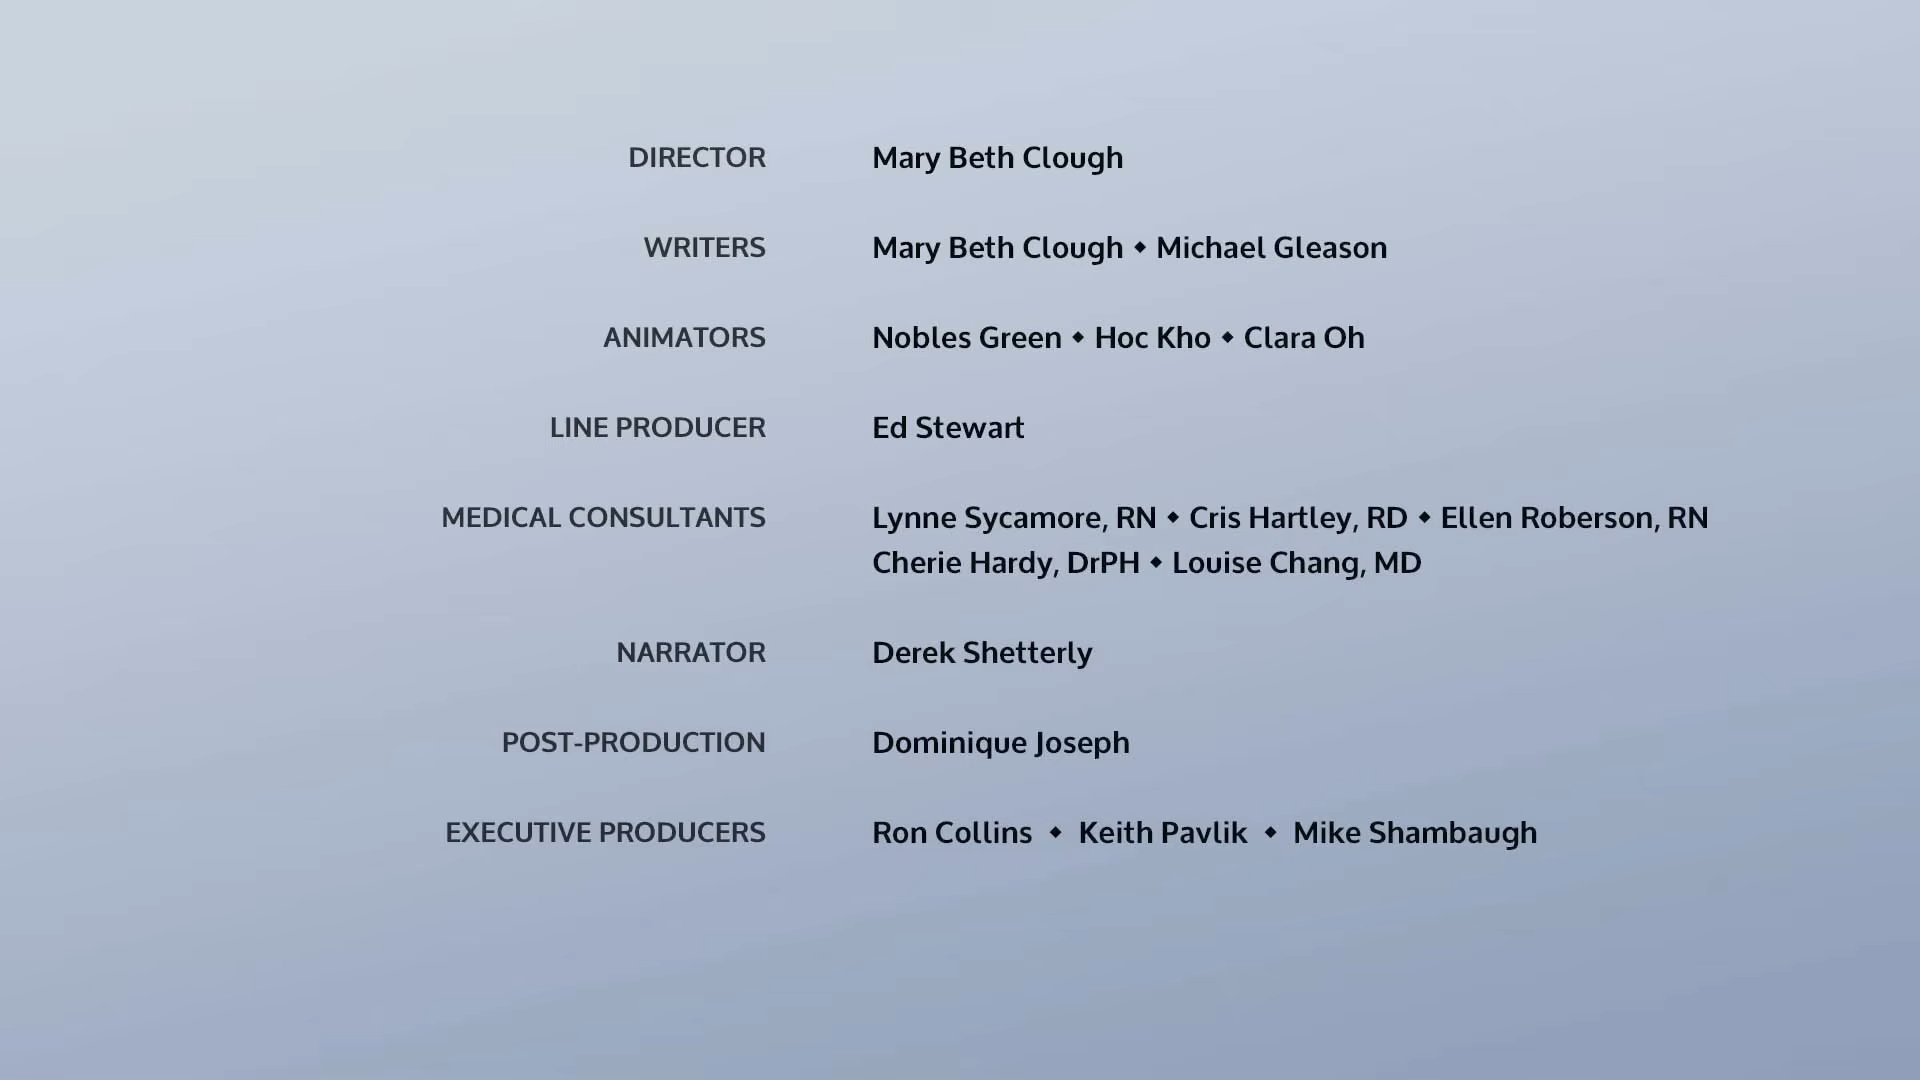 DIRECTOR Mary Beth Clough
WRITERS Mary Beth Clough ◆ Michael Gleason
ANIMATORS Nobles Green ◆ Hoc Kho ◆ Clara Oh
LINE PRODUCER Ed Stewart
MEDICAL CONSULTANTS Lynne Sycamore, RN ◆ Cris Hartley, RD ◆ Ellen Roberson, RN
Cherie Hardy, DrPH ◆ Louise Chang, MD
NARRATOR Derek Shetterly
POST-PRODUCTION Dominique Joseph
EXECUTIVE PRODUCERS Ron Collins ◆ Keith Pavlik ◆ Mike Shambaugh